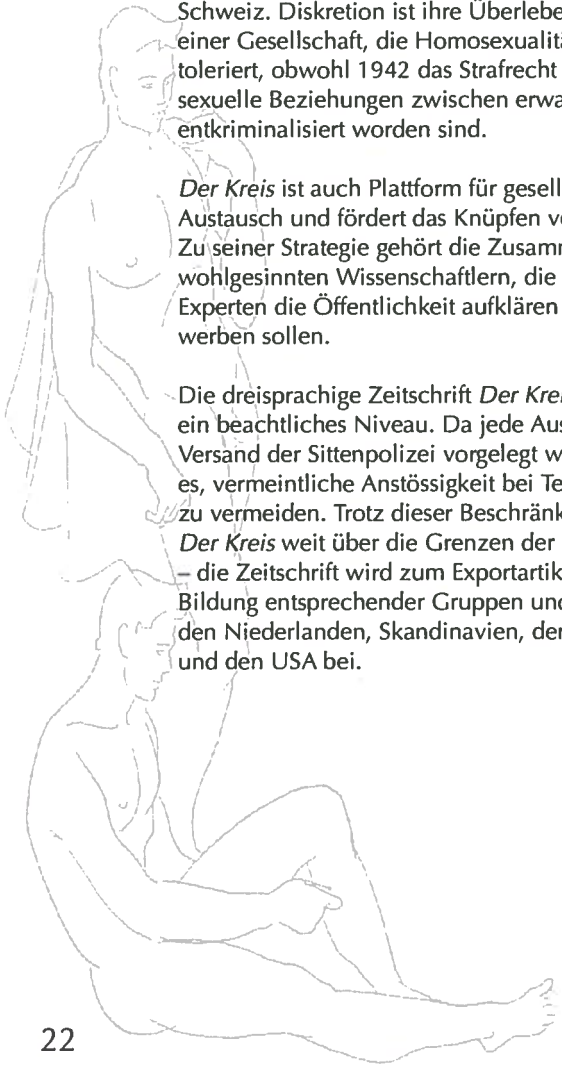 Schweiz. Diskretion ist ihre Überlebe
einer Gesellschaft, die Homosexualitä
toleriert, obwohl 1942 das Strafrecht
sexuelle Beziehungen zwischen erwa
entkriminalisiert worden sind.
Der Kreis ist auch Plattform für gesell
Austausch und fördert das Knüpfen v
Zu seiner Strategie gehört die Zusamm
wohlgesinnten Wissenschaftlern, die
Experten die Öffentlichkeit aufklären
werben sollen.
Die dreisprachige Zeitschrift Der Krei
ein beachtliches Niveau. Da jede Aus
Versand der Sittenpolizei vorgelegt w
es, vermeintliche Anstössigkeit bei Te
zu vermeiden. Trotz dieser Beschränk
Der Kreis weit über die Grenzen der
– die Zeitschrift wird zum Exportartik
Bildung entsprechender Gruppen und
den Niederlanden, Skandinavien, der
und den USA bei.
22